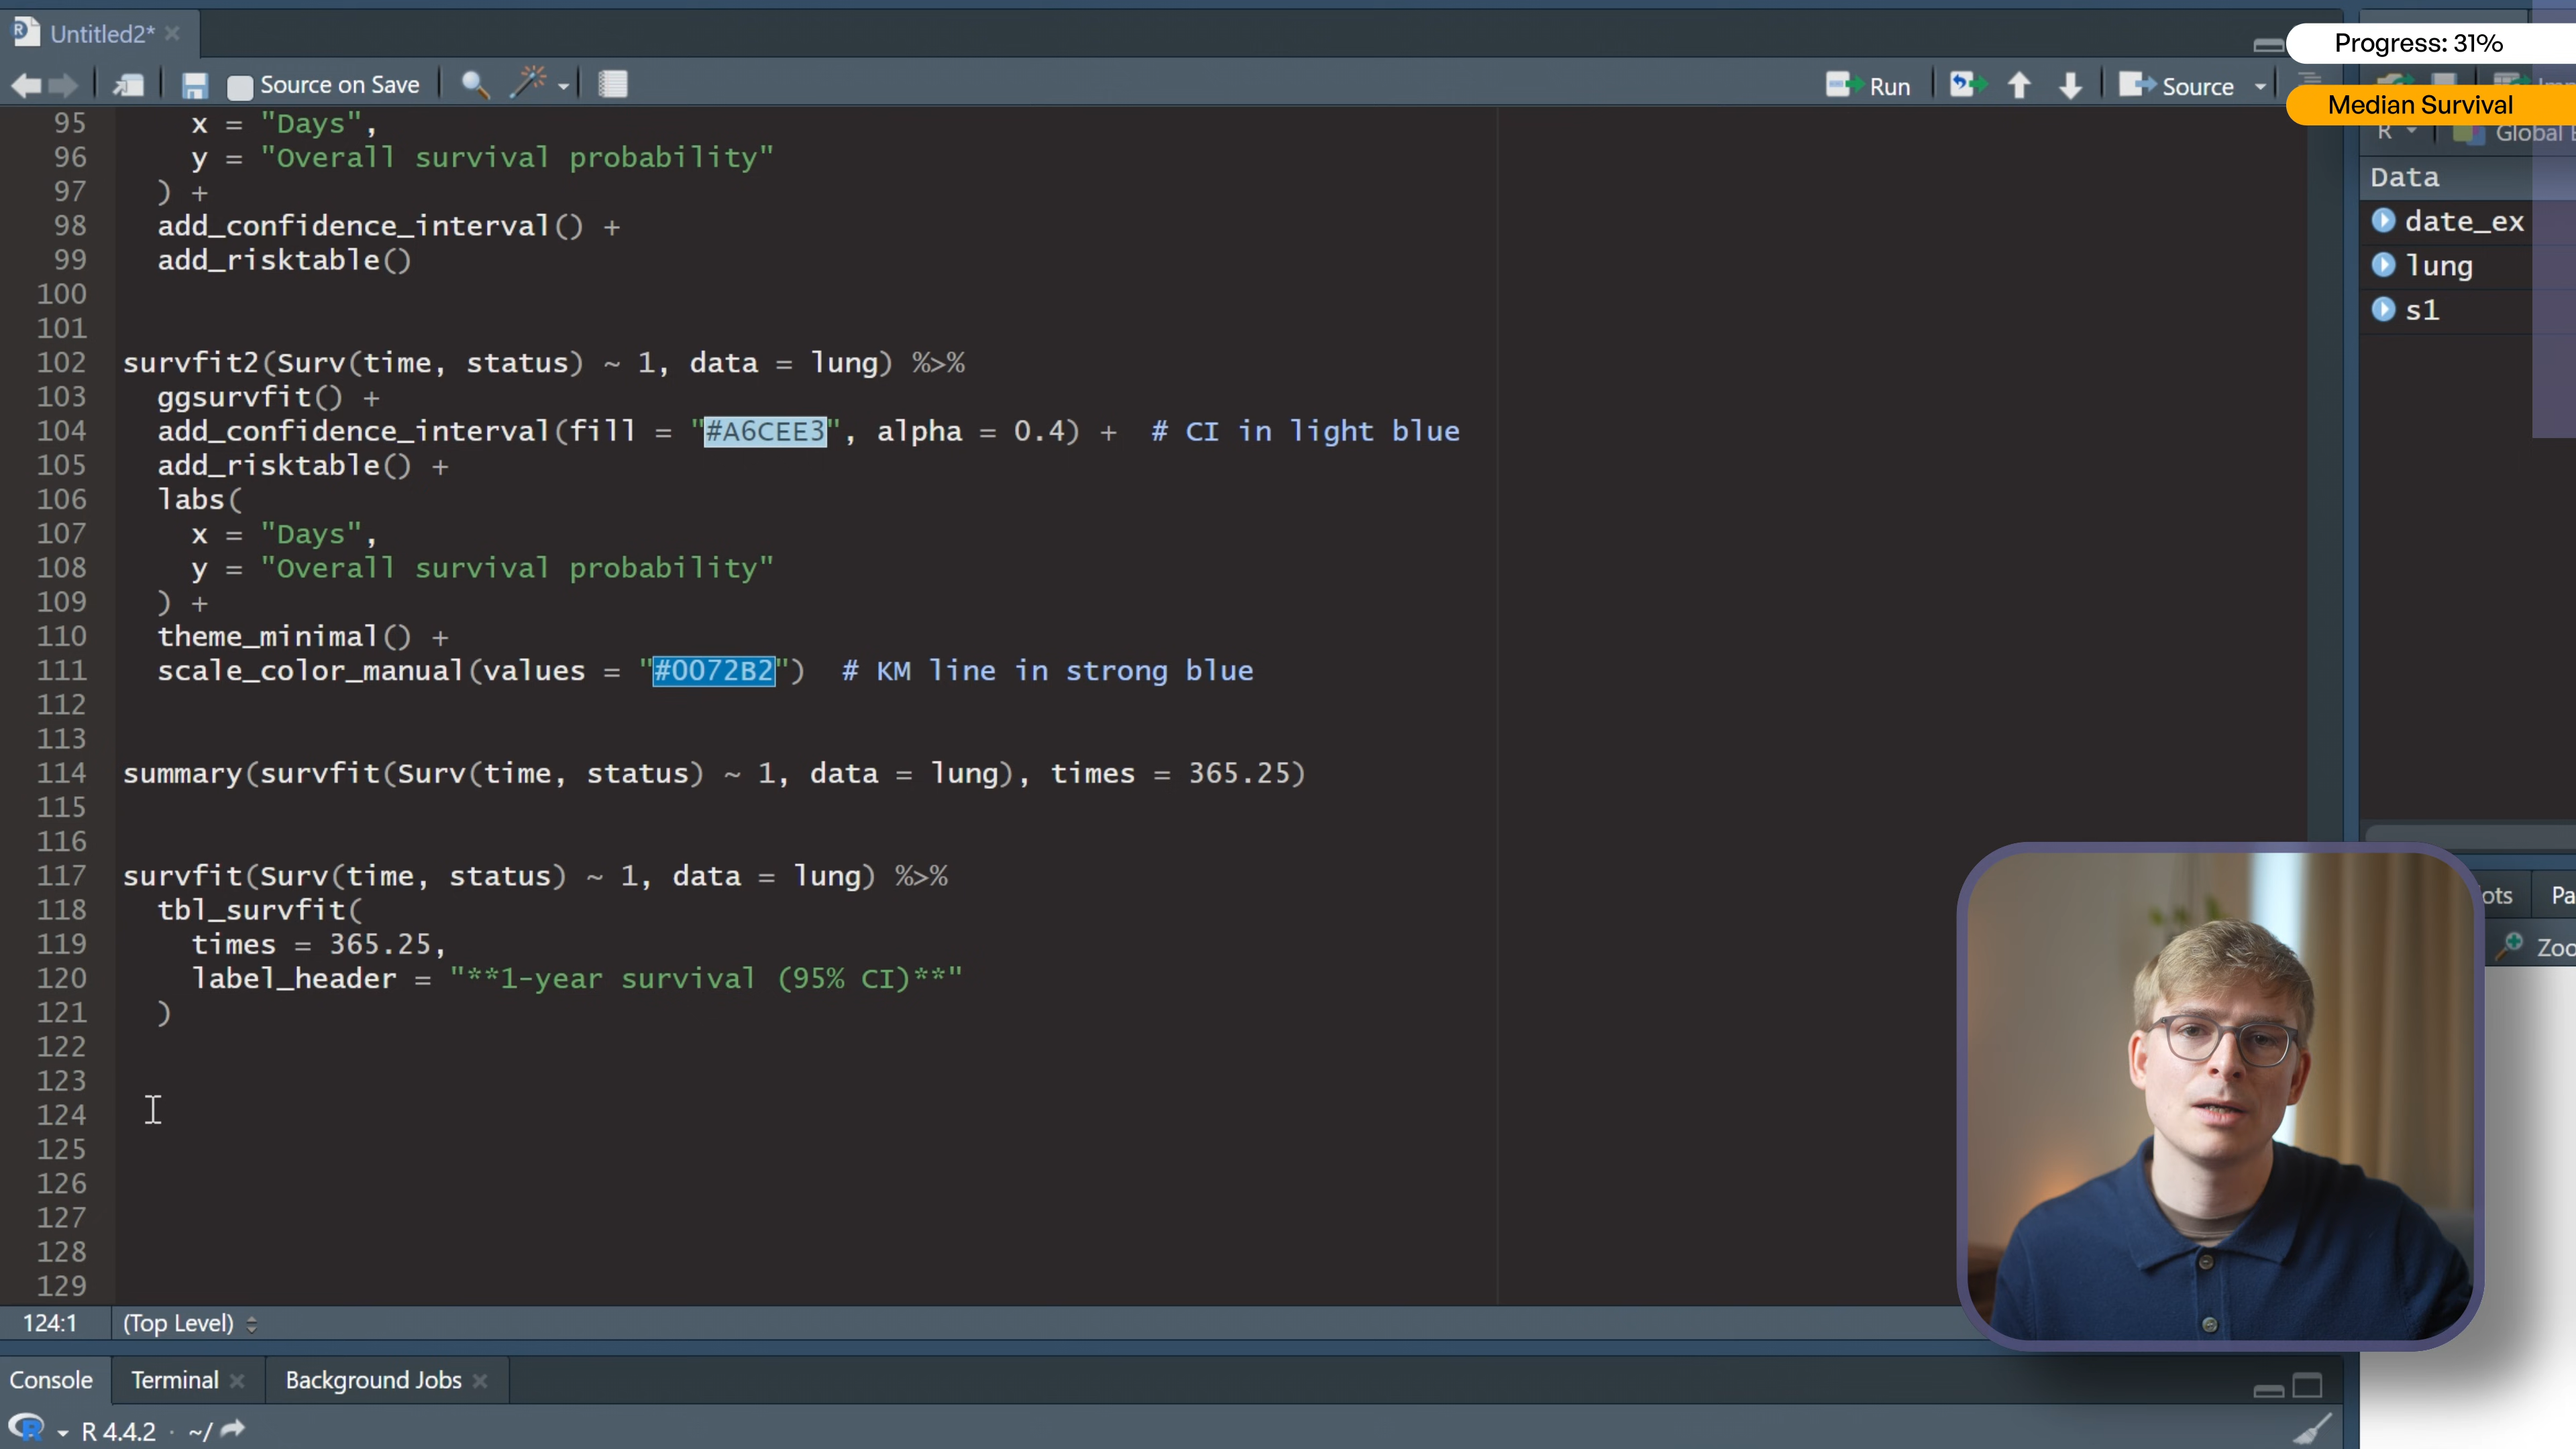 Untitled2*
Progress: 31%
Source on Save
Run
Source
Median Survival
R
Global
Data
date_ex
lung
s1
95 x = "Days",
96 y = "Overall survival probability"
97 ) +
98 add_confidence_interval() +
99 add_risktable()
100
101
102 survfit2(Surv(time, status) ~ 1, data = lung) %>%
103 ggsurvfit() +
104 add_confidence_interval(fill = "#A6CEE3", alpha = 0.4) + # CI in light blue
105 add_risktable() +
106 labs(
107 x = "Days",
108 y = "Overall survival probability"
109 ) +
110 theme_minimal() +
111 scale_color_manual(values = "#0072B2") # KM line in strong blue
112
113
114 summary(survfit(Surv(time, status) ~ 1, data = lung), times = 365.25)
115
116
117 survfit(Surv(time, status) ~ 1, data = lung) %>%
118 tbl_survfit(
119 times = 365.25,
120 label_header = "**1-year survival (95% CI)**"
121 )
122
123
124
125
126
127
128
129
ots
Pa
Zoo
124:1 (Top Level)
Console Terminal Background Jobs
R 4.4.2 · ~/